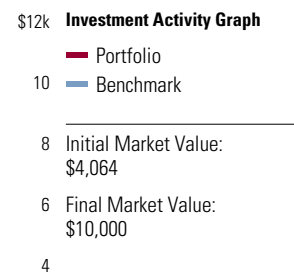 $12k Investment Activity Graph
Portfolio
10 Benchmark
8 Initial Market Value:
$4,064
6 Final Market Value:
$10,000
4